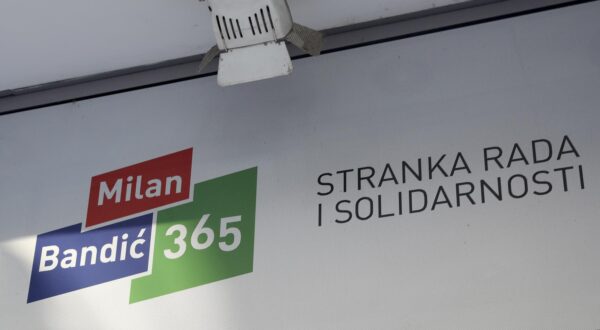 Milan
Bandić 365
STRANKA RADA
I SOLIDARNOSTI